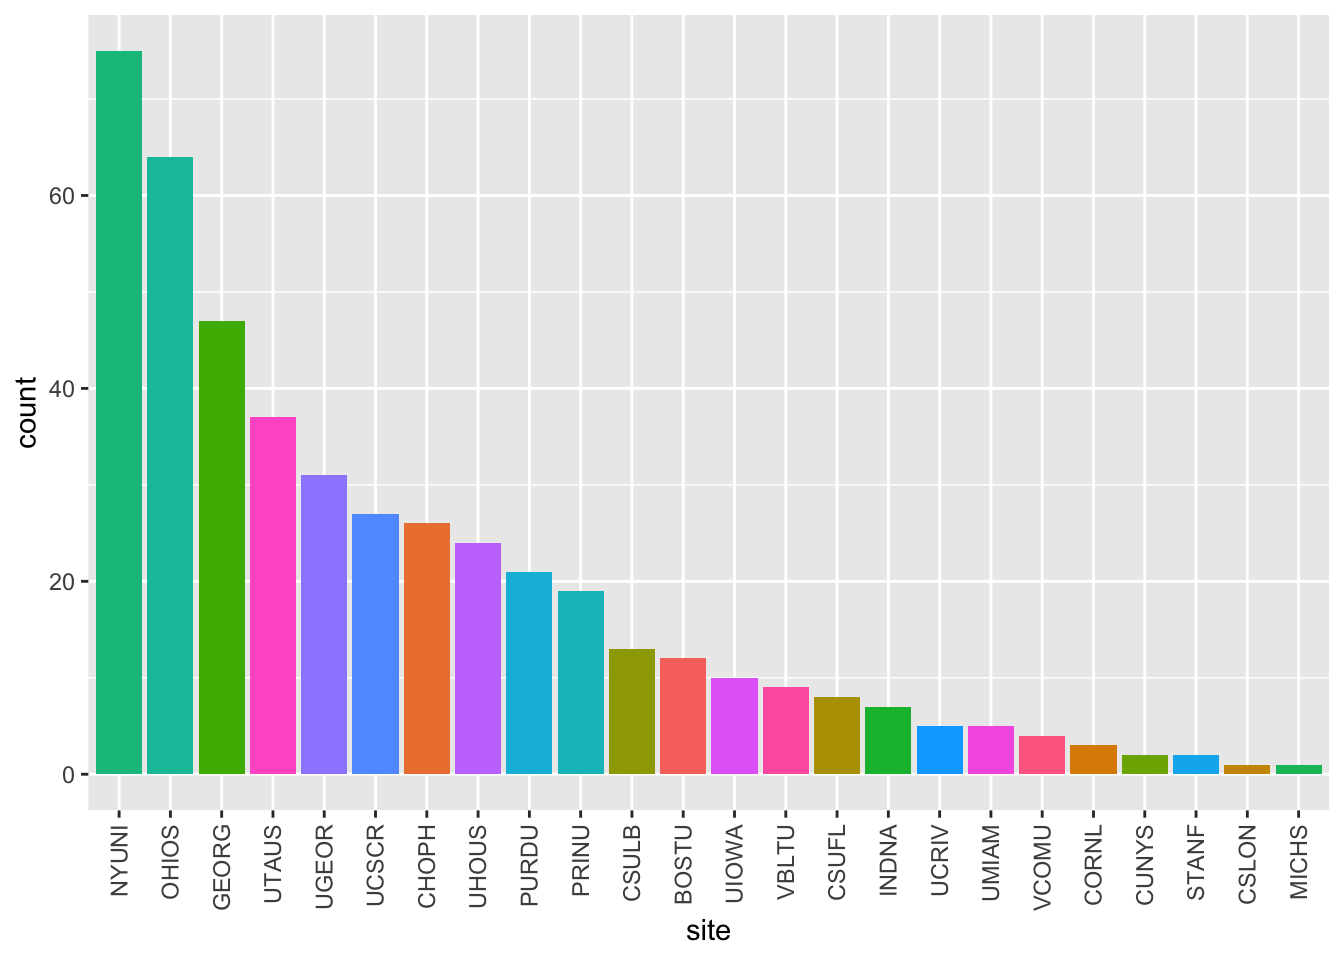 count
60
40
20
0
NYUNI
OHIOS
GEORG
UTAUS
UGEOR
UCSCR
CHOPH
UHOUS
PURDU
PRINU
CSULB
BOSTU
UIOWA
VBLTU
CSUFL
INDNA
UCRIV
UMIAM
VCOMU
CORNL
CUNYS
STANF
CSLON
MICHS
site